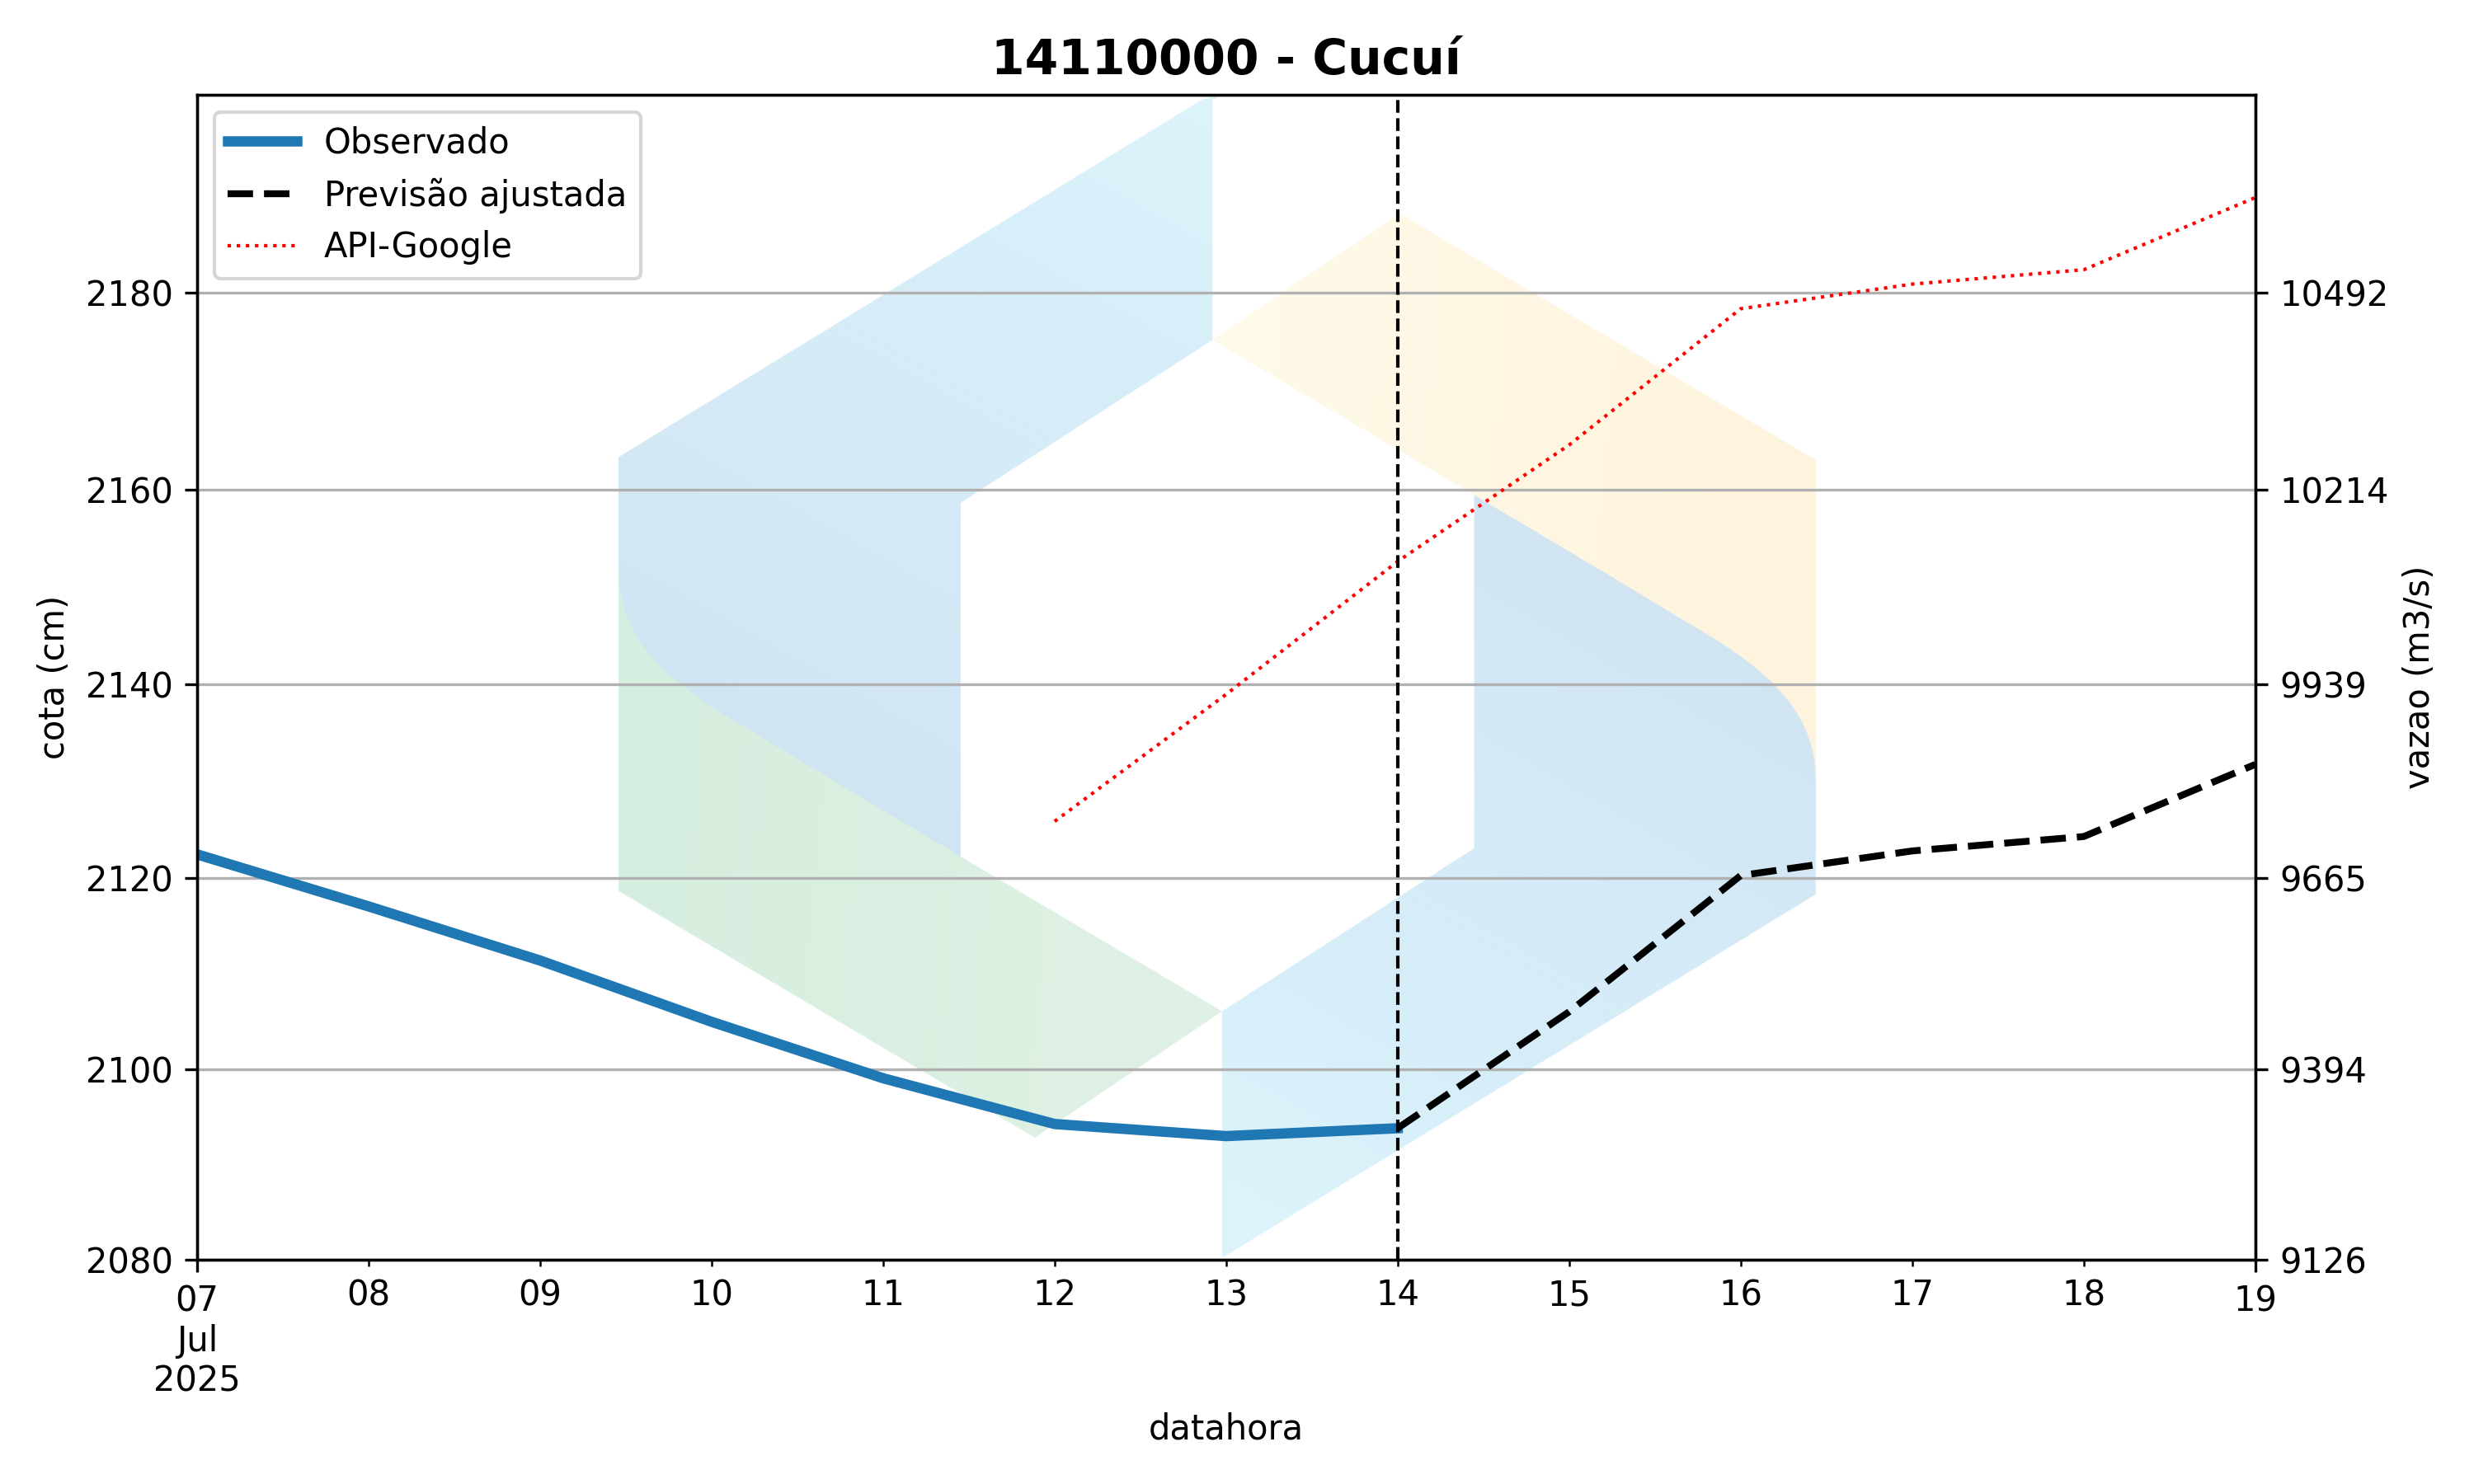 14110000 - Cucuí
Observado
Previsão ajustada
API-Google
2180
2160
2140
2120
2100
2080
cota (cm)
10492
10214
9939
9665
9394
9126
vazao (m3/s)
07 08 09 10 11 12 13 14 15 16 17 18 19
Jul
2025
datahora